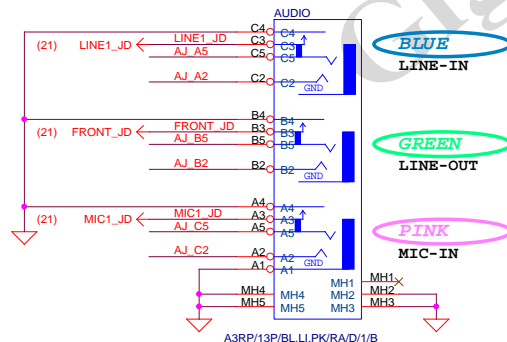 AUDIO
C4 C4
(21) LINE1_JD LINE1_JD C3 C3
AJ_A5 C5 C5
AJ_A2 C2 C2
GND
BLUE
LINE-IN
B4 B4
(21) FRONT_JD FRONT_JD B3 B3
AJ_B5 B5 B5
AJ_B2 B2 B2
GND
GREEN
LINE-OUT
A4 A4
(21) MIC1_JD MIC1_JD A3 A3
AJ_C5 A5 A5
AJ_C2 A2 A2
GND
A1 A1
PINK
MIC-IN
MH1 MH1
MH4 MH4 MH2 MH2
MH5 MH5 MH3 MH3
A3RP/13P/BL,LI,PK/RA/D/1/B